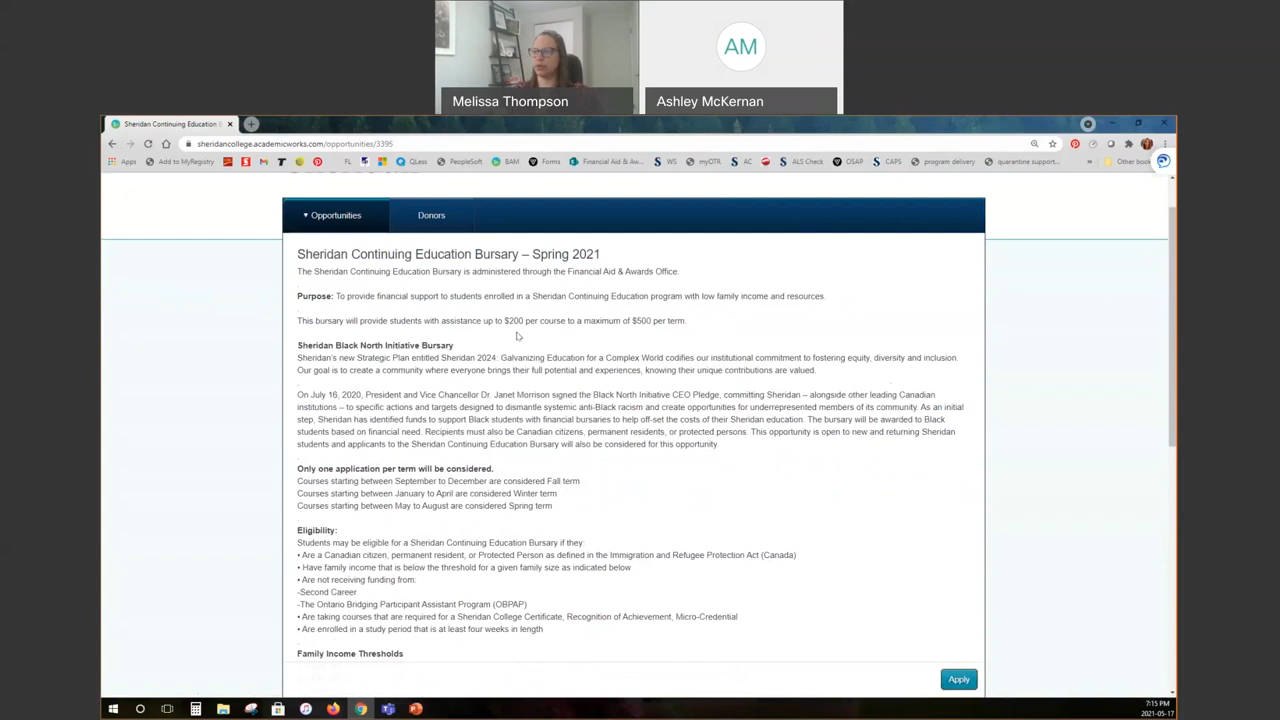 AM
Melissa Thompson
Ashley McKernan
Sheridan Continuing Education B
sheridancollege.academicworks.com/opportunities/3395
Apps Add to MyRegistry FL QLess PeopleSoft BAM Forms Financial Aid & Aw... WS myOTR AC ALS Check OSAP CAPS program delivery quarantine support... » Other book
Opportunities Donors
Sheridan Continuing Education Bursary – Spring 2021
The Sheridan Continuing Education Bursary is administered through the Financial Aid & Awards Office.
Purpose: To provide financial support to students enrolled in a Sheridan Continuing Education program with low family income and resources.
This bursary will provide students with assistance up to $200 per course to a maximum of $500 per term.
Sheridan Black North Initiative Bursary
Sheridan's new Strategic Plan entitled Sheridan 2024: Galvanizing Education for a Complex World codifies our institutional commitment to fostering equity, diversity and inclusion.
Our goal is to create a community where everyone brings their full potential and experiences, knowing their unique contributions are valued.
On July 16, 2020, President and Vice Chancellor Dr. Janet Morrison signed the Black North Initiative CEO Pledge, committing Sheridan – alongside other leading Canadian
institutions – to specific actions and targets designed to dismantle systemic anti-Black racism and create opportunities for underrepresented members of its community. As an initial
step, Sheridan has identified funds to support Black students with financial bursaries to help off-set the costs of their Sheridan education. The bursary will be awarded to Black
students based on financial need. Recipients must also be Canadian citizens, permanent residents, or protected persons. This opportunity is open to new and returning Sheridan
students and applicants to the Sheridan Continuing Education Bursary will also be considered for this opportunity.
Only one application per term will be considered.
Courses starting between September to December are considered Fall term
Courses starting between January to April are considered Winter term
Courses starting between May to August are considered Spring term
Eligibility:
Students may be eligible for a Sheridan Continuing Education Bursary if they:
• Are a Canadian citizen, permanent resident, or Protected Person as defined in the Immigration and Refugee Protection Act (Canada)
• Have family income that is below the threshold for a given family size as indicated below
• Are not receiving funding from:
-Second Career
-The Ontario Bridging Participant Assistant Program (OBPAP)
• Are taking courses that are required for a Sheridan College Certificate, Recognition of Achievement, Micro-Credential
• Are enrolled in a study period that is at least four weeks in length
Family Income Thresholds
Apply
7:15 PM
2021-05-17